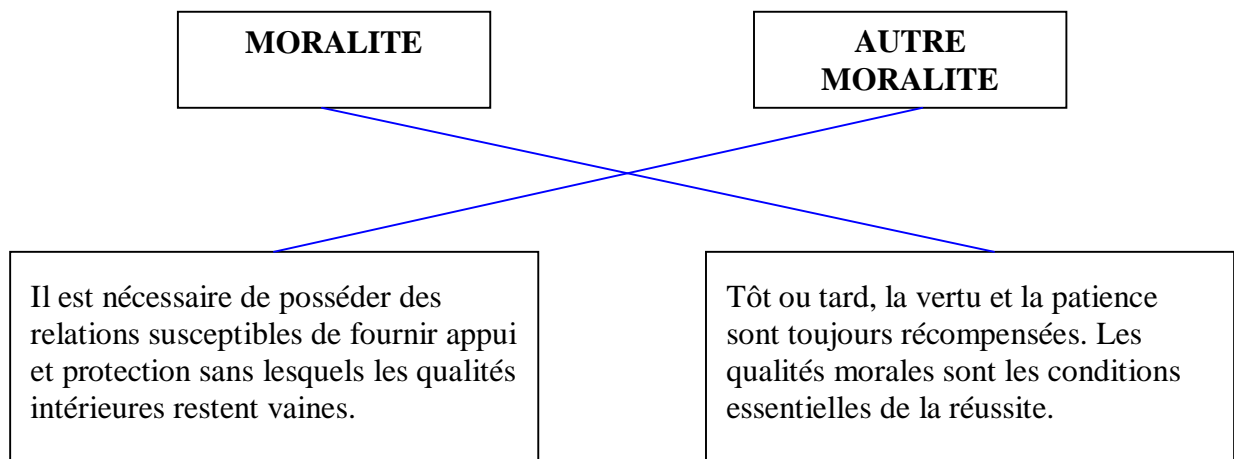 MORALITE
AUTRE
MORALITE
Il est nécessaire de posséder des
relations susceptibles de fournir appui
et protection sans lesquels les qualités
intérieures restent vaines.
Tôt ou tard, la vertu et la patience
sont toujours récompensées. Les
qualités morales sont les conditions
essentielles de la réussite.